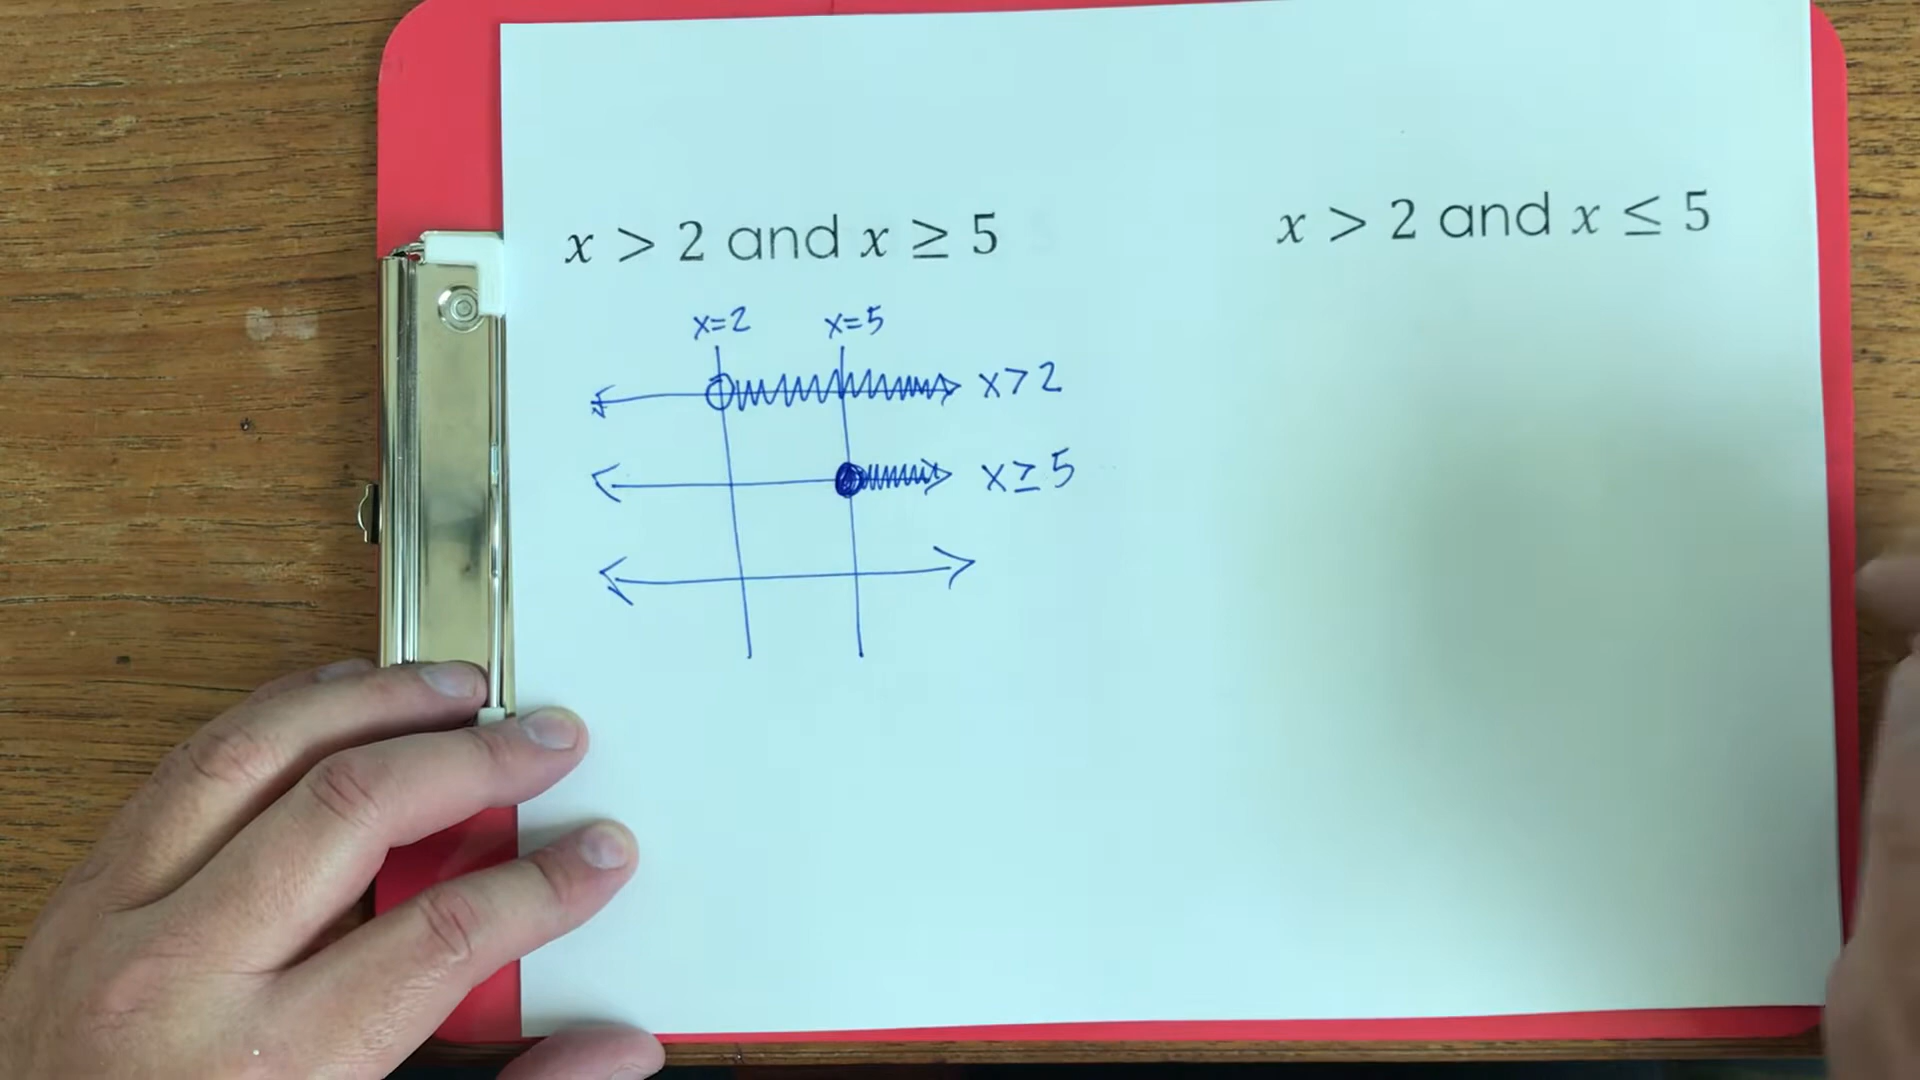 x > 2 and x ≥ 5
x > 2 and x ≤ 5
x=2 x=5
x>2
x≥5